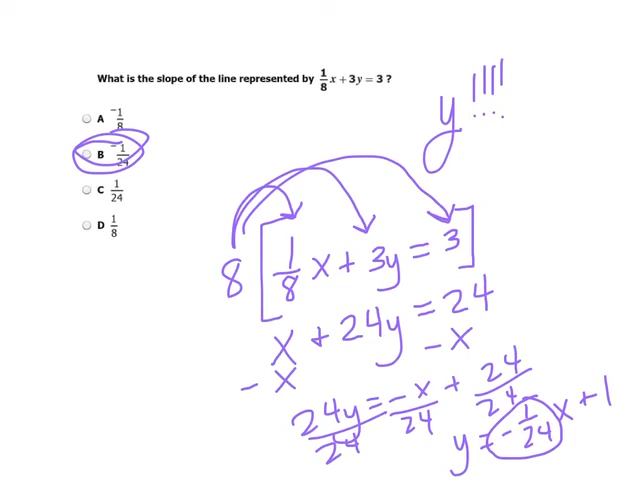 What is the slope of the line represented by 1/8 x + 3y = 3 ?
y !!!!...
A -1/8
B -1/24
C 1/24
D 1/8
8 [ 1/8 x + 3y = 3 ]
x + 24y = 24
- x - x
24y/24 = -x/24 + 24/24
y = -1/24 x + 1